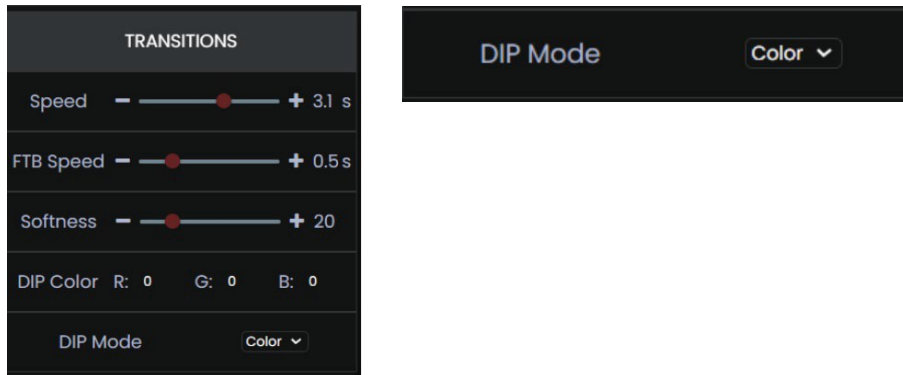 TRANSITIONS
Speed − + 3.1 s
FTB Speed − + 0.5 s
Softness − + 20
DIP Color R: 0 G: 0 B: 0
DIP Mode Color
DIP Mode Color